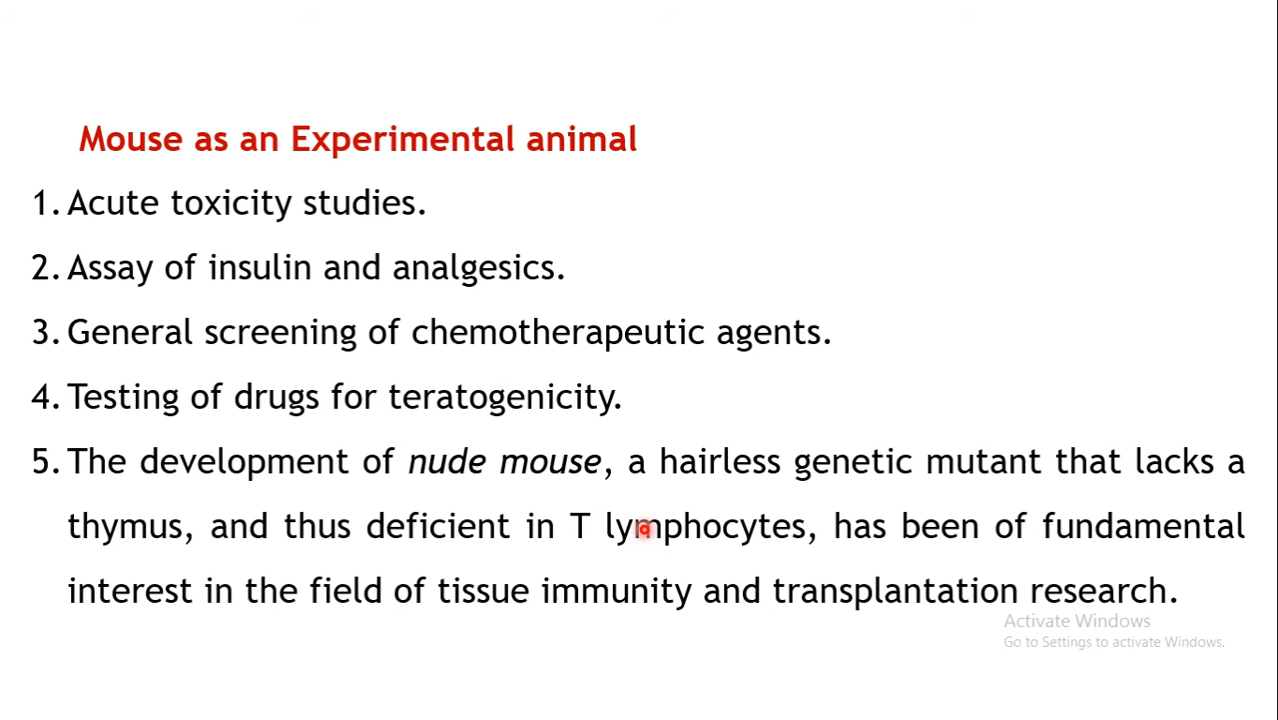 Mouse as an Experimental animal
1. Acute toxicity studies.
2. Assay of insulin and analgesics.
3. General screening of chemotherapeutic agents.
4. Testing of drugs for teratogenicity.
5. The development of nude mouse, a hairless genetic mutant that lacks a
thymus, and thus deficient in T lymphocytes, has been of fundamental
interest in the field of tissue immunity and transplantation research.
Activate Windows
Go to Settings to activate Windows.